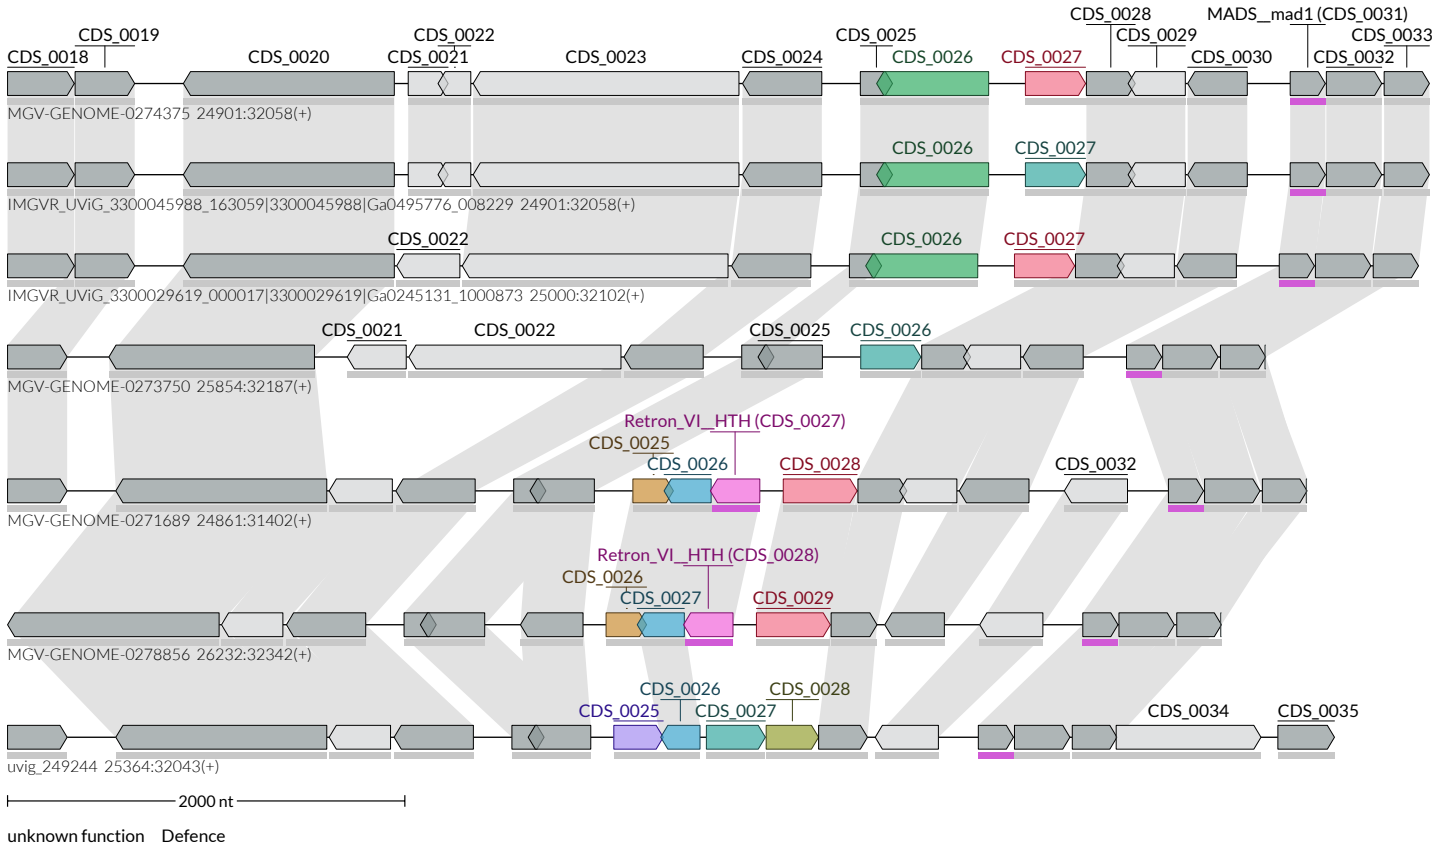 CDS_0028 MADS__mad1 (CDS_0031)
CDS_0019 CDS_0022 CDS_0025 CDS_0029 CDS_0033
CDS_0018 CDS_0020 CDS_0021 CDS_0023 CDS_0024 CDS_0026 CDS_0027 CDS_0030 CDS_0032
MGV-GENOME-0274375 24901:32058(+)
CDS_0026 CDS_0027
IMGVR_UViG_3300045988_163059|3300045988|Ga0495776_008229 24901:32058(+)
CDS_0022 CDS_0026 CDS_0027
IMGVR_UViG_3300029619_000017|3300029619|Ga0245131_1000873 25000:32102(+)
CDS_0021 CDS_0022 CDS_0025 CDS_0026
MGV-GENOME-0273750 25854:32187(+)
Retron_VI__HTH (CDS_0027)
CDS_0025
CDS_0026 CDS_0028 CDS_0032
MGV-GENOME-0271689 24861:31402(+)
Retron_VI__HTH (CDS_0028)
CDS_0026
CDS_0027 CDS_0029
MGV-GENOME-0278856 26232:32342(+)
CDS_0026 CDS_0028
CDS_0025 CDS_0027 CDS_0034 CDS_0035
uvig_249244 25364:32043(+)
2000 nt
unknown function Defence